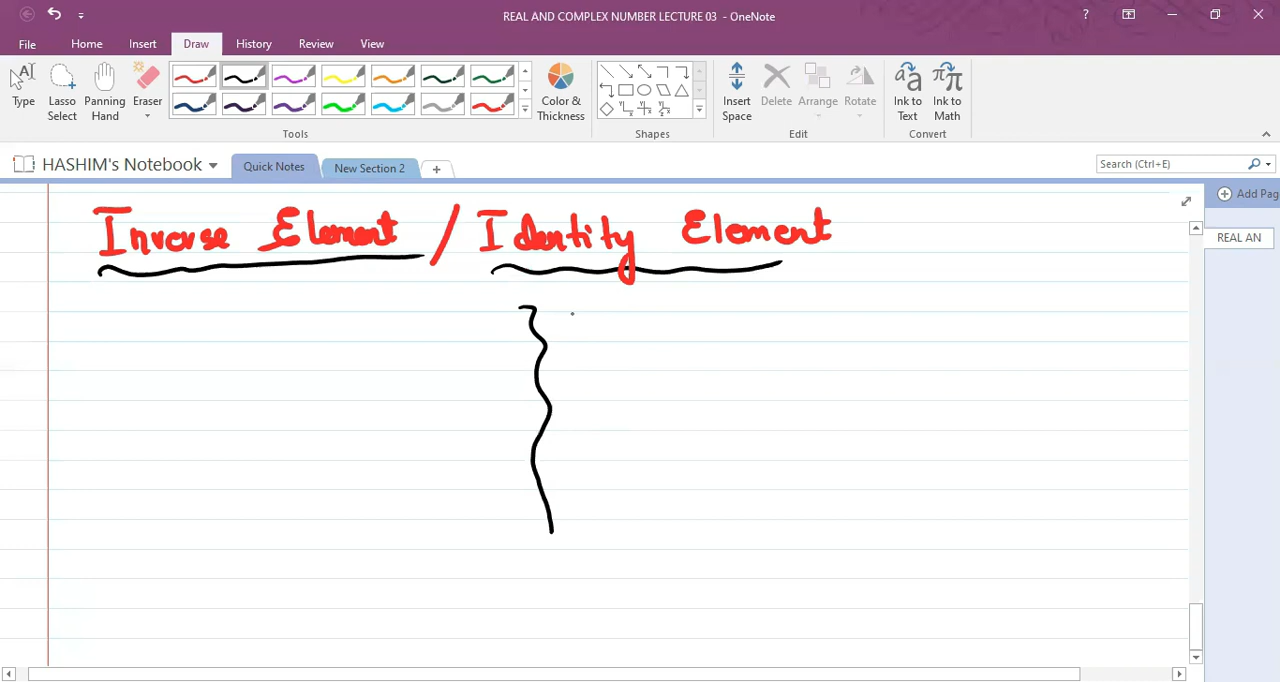 REAL AND COMPLEX NUMBER LECTURE 03 - OneNote
?
File Home Insert Draw History Review View
Type
Lasso Select
Panning Hand
Eraser
Color & Thickness
Insert Space
Delete
Arrange
Rotate
Ink to Text
Ink to Math
Tools Shapes Edit Convert
HASHIM's Notebook Quick Notes New Section 2 + Search (Ctrl+E)
Add Pag
REAL AN
Inverse Element / Identity Element